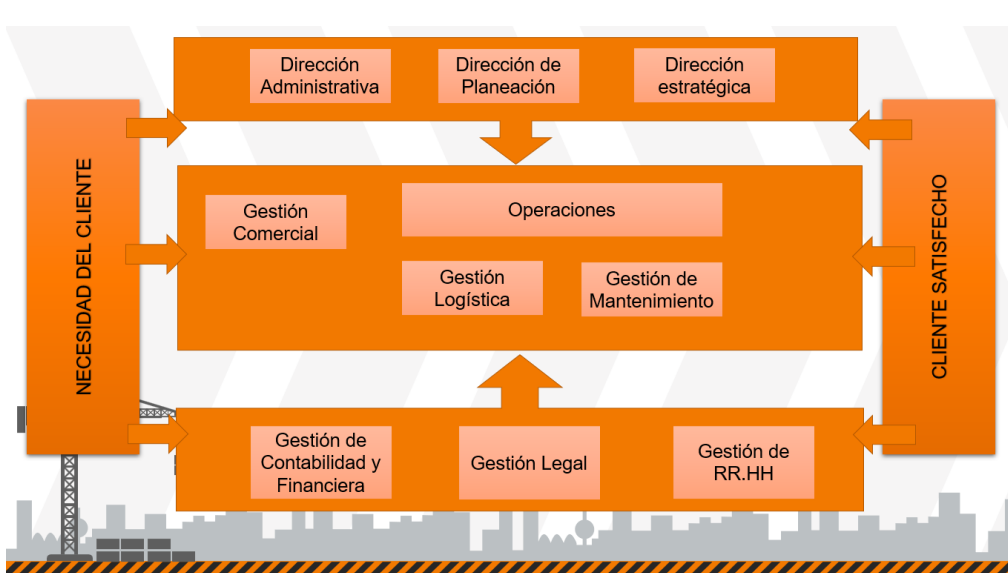 Dirección
Administrativa
Dirección de
Planeación
Dirección
estratégica
NECESIDAD DEL CLIENTE
Gestión
Comercial
Operaciones
Gestión
Logística
Gestión de
Mantenimiento
CLIENTE SATISFECHO
Gestión de
Contabilidad y
Financiera
Gestión Legal
Gestión de
RR.HH